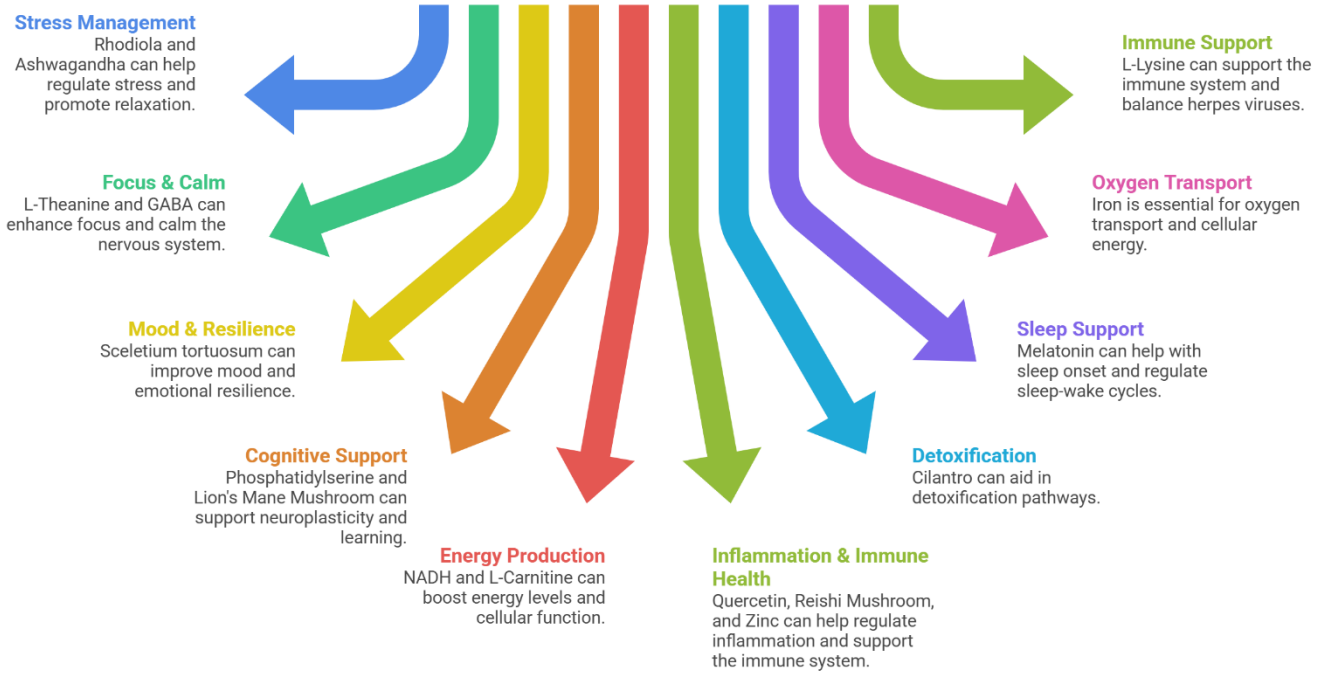 Stress Management
Rhodiola and
Ashwagandha can help
regulate stress and
promote relaxation.
Focus & Calm
L-Theanine and GABA can
enhance focus and calm the
nervous system.
Mood & Resilience
Sceletium tortuosum can
improve mood and
emotional resilience.
Cognitive Support
Phosphatidylserine and
Lion's Mane Mushroom can
support neuroplasticity and
learning.
Energy Production
NADH and L-Carnitine can
boost energy levels and
cellular function.
Inflammation & Immune
Health
Quercetin, Reishi Mushroom,
and Zinc can help regulate
inflammation and support
the immune system.
Detoxification
Cilantro can aid in
detoxification pathways.
Sleep Support
Melatonin can help with
sleep onset and regulate
sleep-wake cycles.
Oxygen Transport
Iron is essential for oxygen
transport and cellular
energy.
Immune Support
L-Lysine can support the
immune system and
balance herpes viruses.